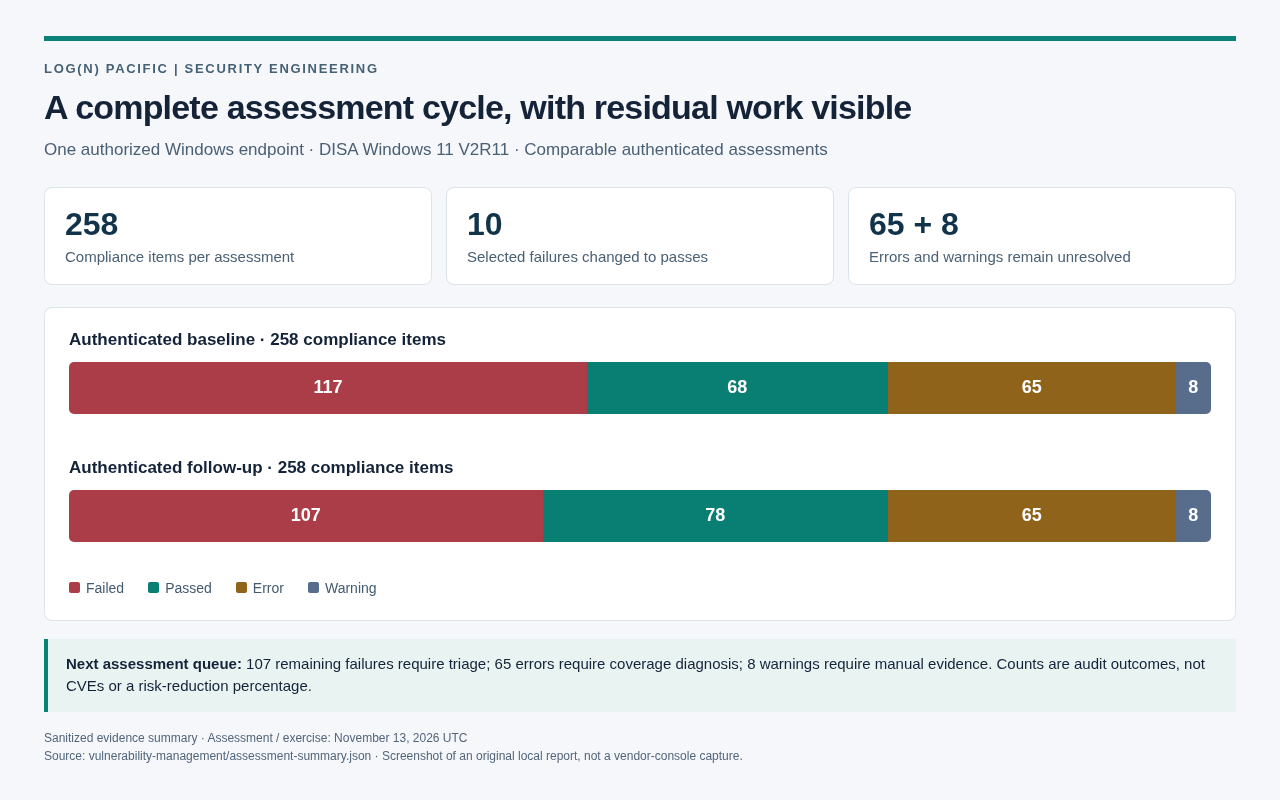 LOG(N) PACIFIC | SECURITY ENGINEERING
A complete assessment cycle, with residual work visible
One authorized Windows endpoint · DISA Windows 11 V2R11 · Comparable authenticated assessments
258
Compliance items per assessment
10
Selected failures changed to passes
65 + 8
Errors and warnings remain unresolved
Authenticated baseline · 258 compliance items
117 68 65 8
Authenticated follow-up · 258 compliance items
107 78 65 8
Failed Passed Error Warning
Next assessment queue: 107 remaining failures require triage; 65 errors require coverage diagnosis; 8 warnings require manual evidence. Counts are audit outcomes, not
CVEs or a risk-reduction percentage.
Sanitized evidence summary · Assessment / exercise: November 13, 2026 UTC
Source: vulnerability-management/assessment-summary.json · Screenshot of an original local report, not a vendor-console capture.